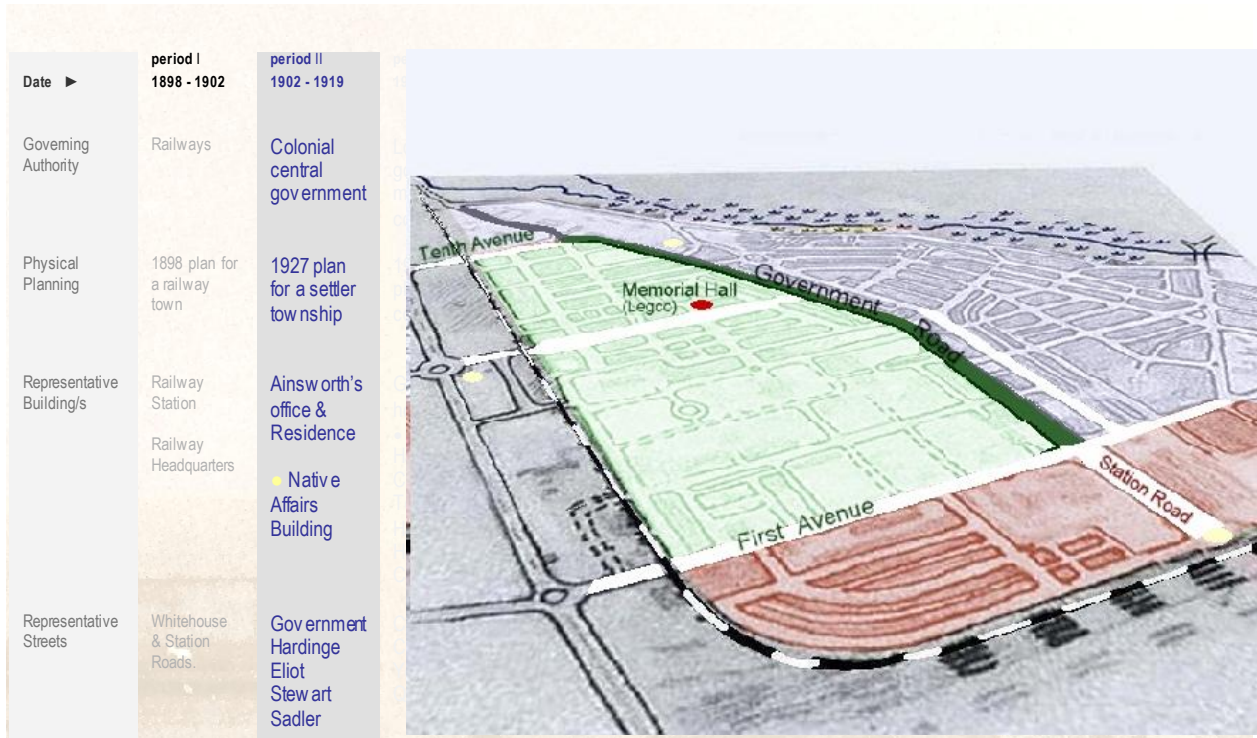 period I
period II
Date ►
1898 - 1902
1902 - 1919
Governing
Authority
Railways
Colonial
central
government
Physical
Planning
1898 plan for
a railway
town
1927 plan
for a settler
township
Representative
Building/s
Railway
Station
Railway
Headquarters
Ainsworth's
office &
Residence
● Native
Affairs
Building
Representative
Streets
Whitehouse
& Station
Roads.
Government
Hardinge
Eliot
Stewart
Sadler
Tenth Avenue
Government Road
Memorial Hall
(Legco)
First Avenue
Station Road